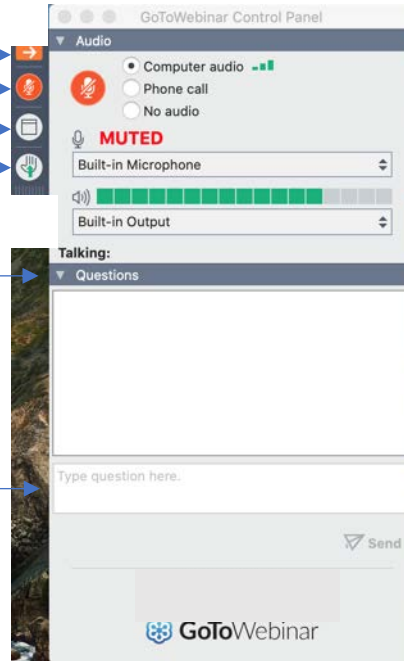 GoToWebinar Control Panel
Audio
Computer audio
Phone call
No audio
MUTED
Built-in Microphone
Built-in Output
Talking:
Questions
Type question here.
Send
GoToWebinar